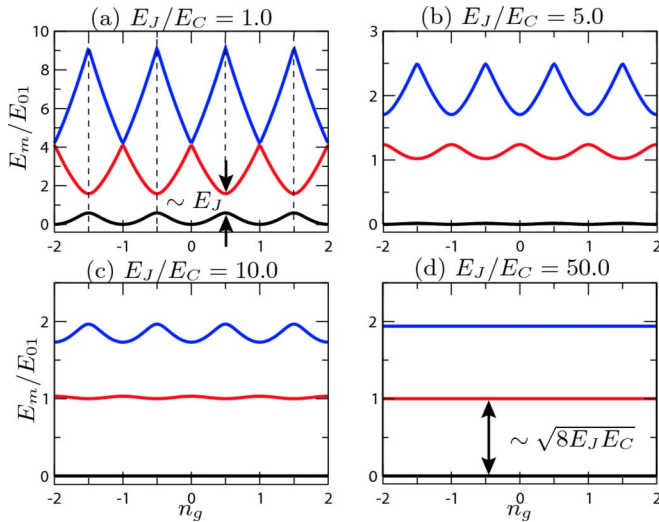 (a) E_J/E_C = 1.0
(b) E_J/E_C = 5.0
10
8
6
4
2
0
E_m/E_01
∼ E_J
-2 -1 0 1 2
3
2
1
0
-2 -1 0 1 2
(c) E_J/E_C = 10.0
(d) E_J/E_C = 50.0
2
1
0
E_m/E_01
-2 -1 0 1 2
n_g
2
1
0
∼ √8E_JE_C
-2 -1 0 1 2
n_g